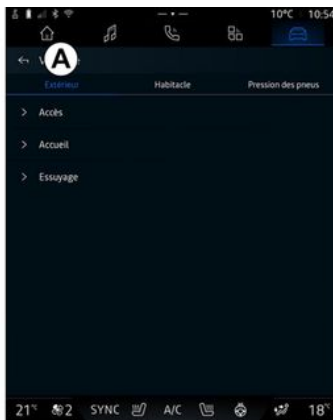 10°C 10:54
A
Extérieur Habitacle Pression des pneus
Accès
Accueil
Essuyage
21°C 2 SYNC A/C 18°